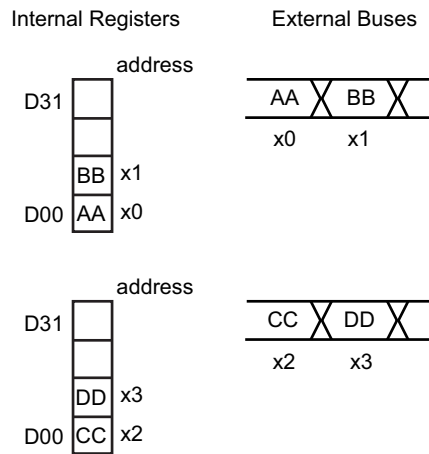 Internal Registers External Buses
address
D31 AA BB
x0 x1
BB x1
D00 AA x0
address
D31 CC DD
x2 x3
DD x3
D00 CC x2